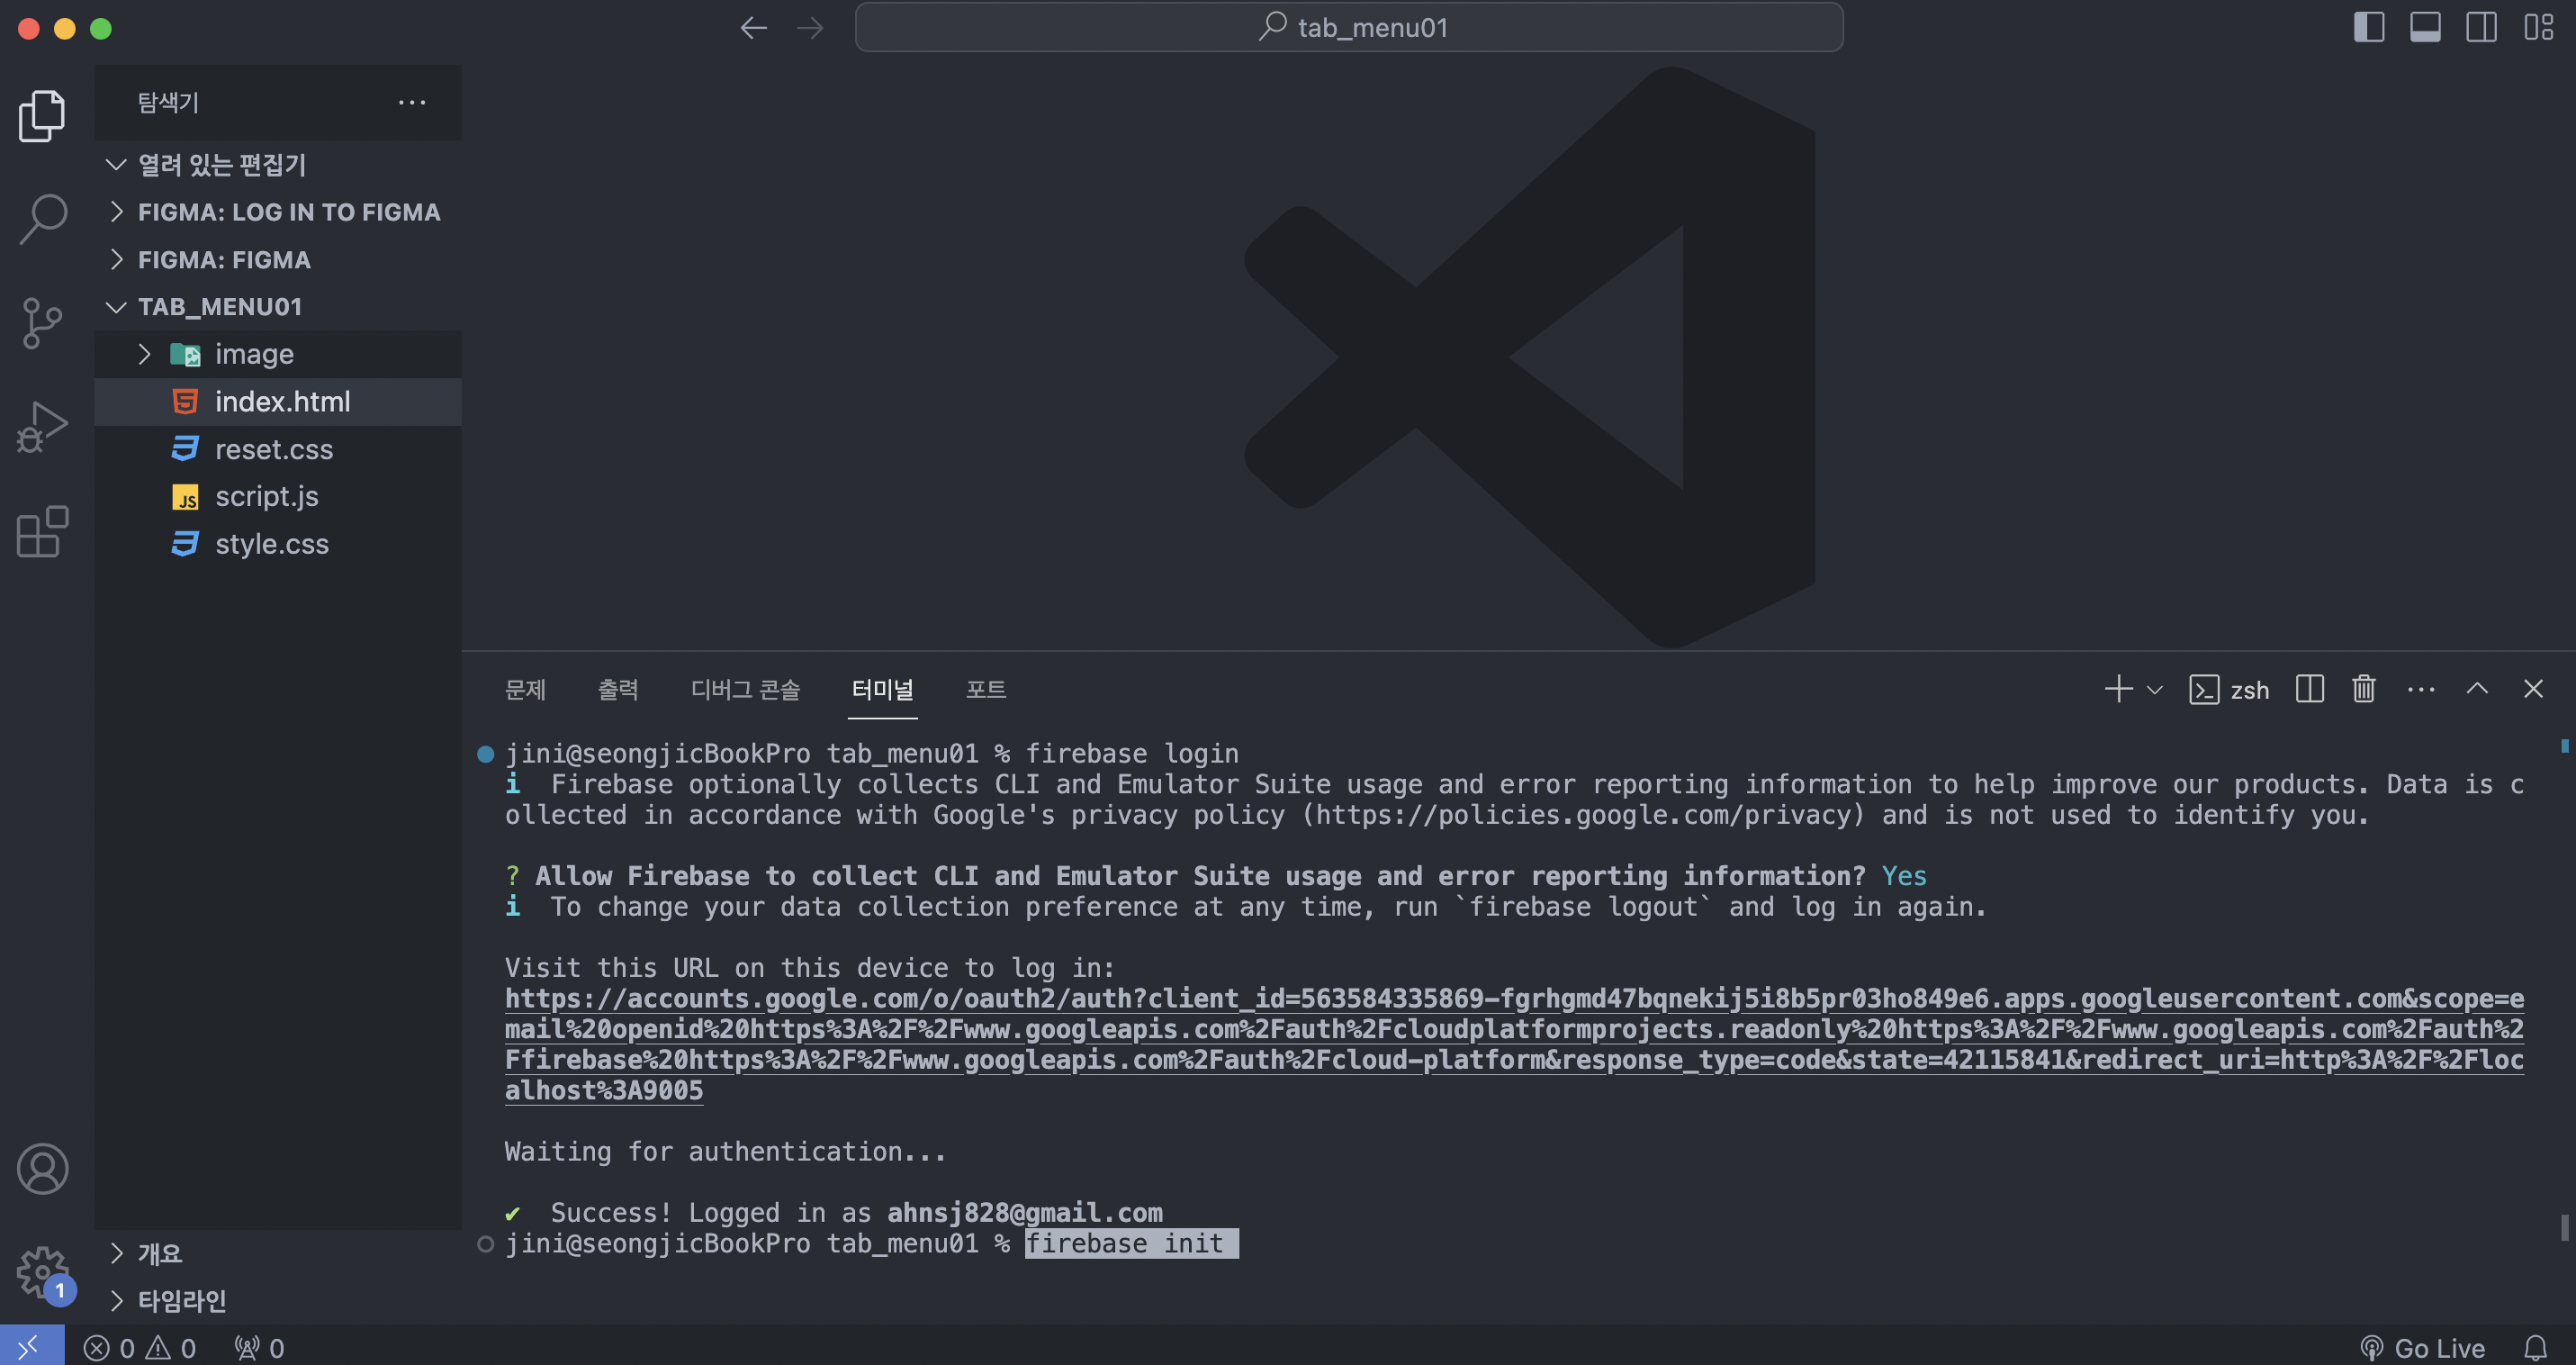 tab_menu01
탐색기
열려 있는 편집기
FIGMA: LOG IN TO FIGMA
FIGMA: FIGMA
TAB_MENU01
image
index.html
reset.css
JS script.js
style.css
개요
타임라인
문제 출력 디버그 콘솔 터미널 포트
zsh
jini@seongjicBookPro tab_menu01 % firebase login
i Firebase optionally collects CLI and Emulator Suite usage and error reporting information to help improve our products. Data is c
ollected in accordance with Google's privacy policy (https://policies.google.com/privacy) and is not used to identify you.
? Allow Firebase to collect CLI and Emulator Suite usage and error reporting information? Yes
i To change your data collection preference at any time, run `firebase logout` and log in again.
Visit this URL on this device to log in:
https://accounts.google.com/o/oauth2/auth?client_id=563584335869-fgrhgmd47bqnekij5i8b5pr03ho849e6.apps.googleusercontent.com&scope=e
mail%20openid%20https%3A%2F%2Fwww.googleapis.com%2Fauth%2Fcloudplatformprojects.readonly%20https%3A%2F%2Fwww.googleapis.com%2Fauth%2
Ffirebase%20https%3A%2F%2Fwww.googleapis.com%2Fauth%2Fcloud-platform&response_type=code&state=42115841&redirect_uri=http%3A%2F%2Floc
alhost%3A9005
Waiting for authentication...
✔ Success! Logged in as ahnsj828@gmail.com
jini@seongjicBookPro tab_menu01 % firebase init
1
0 0 0
Go Live